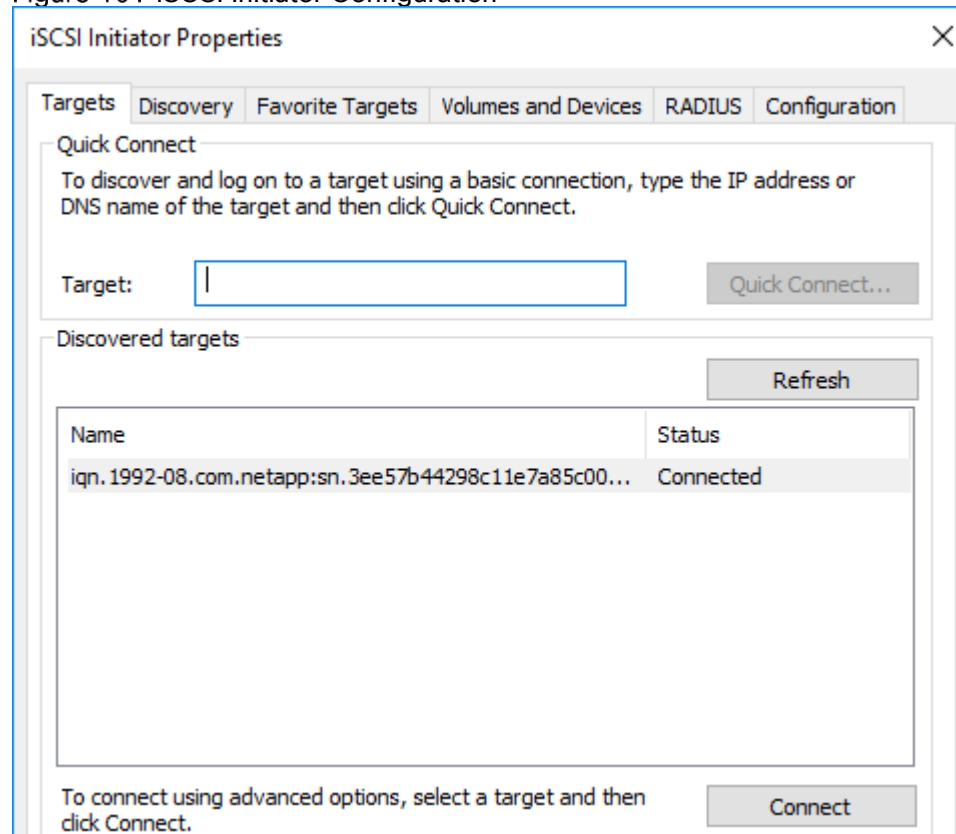 iSCSI Initiator Configuration
iSCSI Initiator Properties
Targets Discovery Favorite Targets Volumes and Devices RADIUS Configuration
Quick Connect
To discover and log on to a target using a basic connection, type the IP address or
DNS name of the target and then click Quick Connect.
Target:
Quick Connect...
Discovered targets
Refresh
Name Status
iqn.1992-08.com.netapp:sn.3ee57b44298c11e7a85c00... Connected
To connect using advanced options, select a target and then
click Connect.
Connect